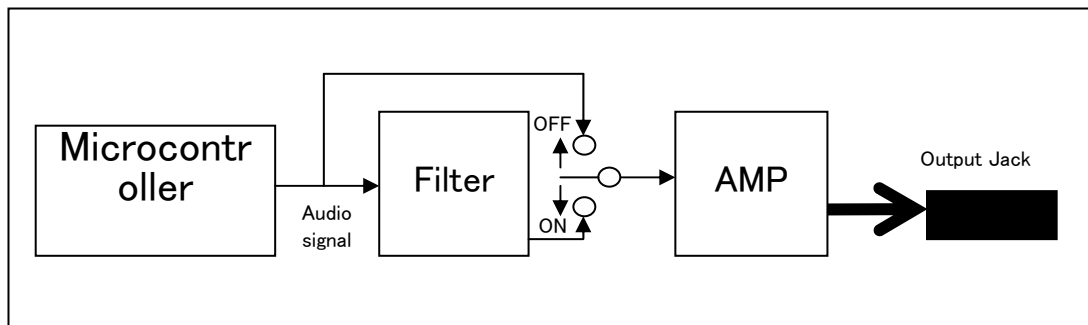 Microcontr
oller
Audio
signal
Filter
OFF
ON
AMP
Output Jack